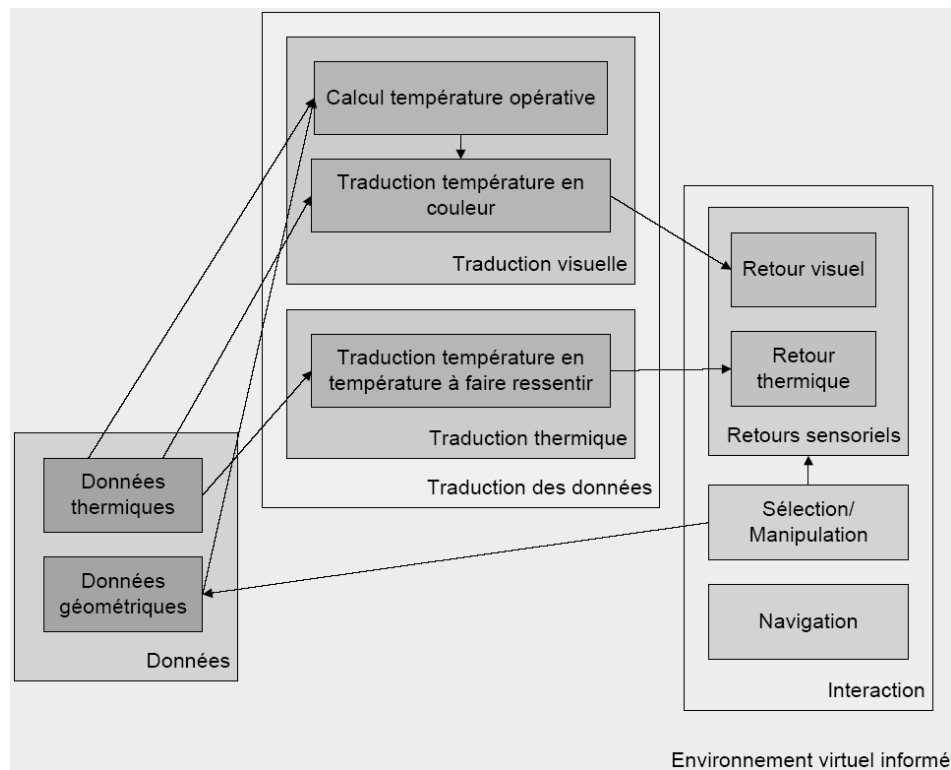 Calcul température opérative
Traduction température en
couleur
Traduction visuelle
Traduction température en
température à faire ressentir
Traduction thermique
Traduction des données
Données
thermiques
Données
géométriques
Données
Retour visuel
Retour
thermique
Retours sensoriels
Sélection/
Manipulation
Navigation
Interaction
Environnement virtuel informé